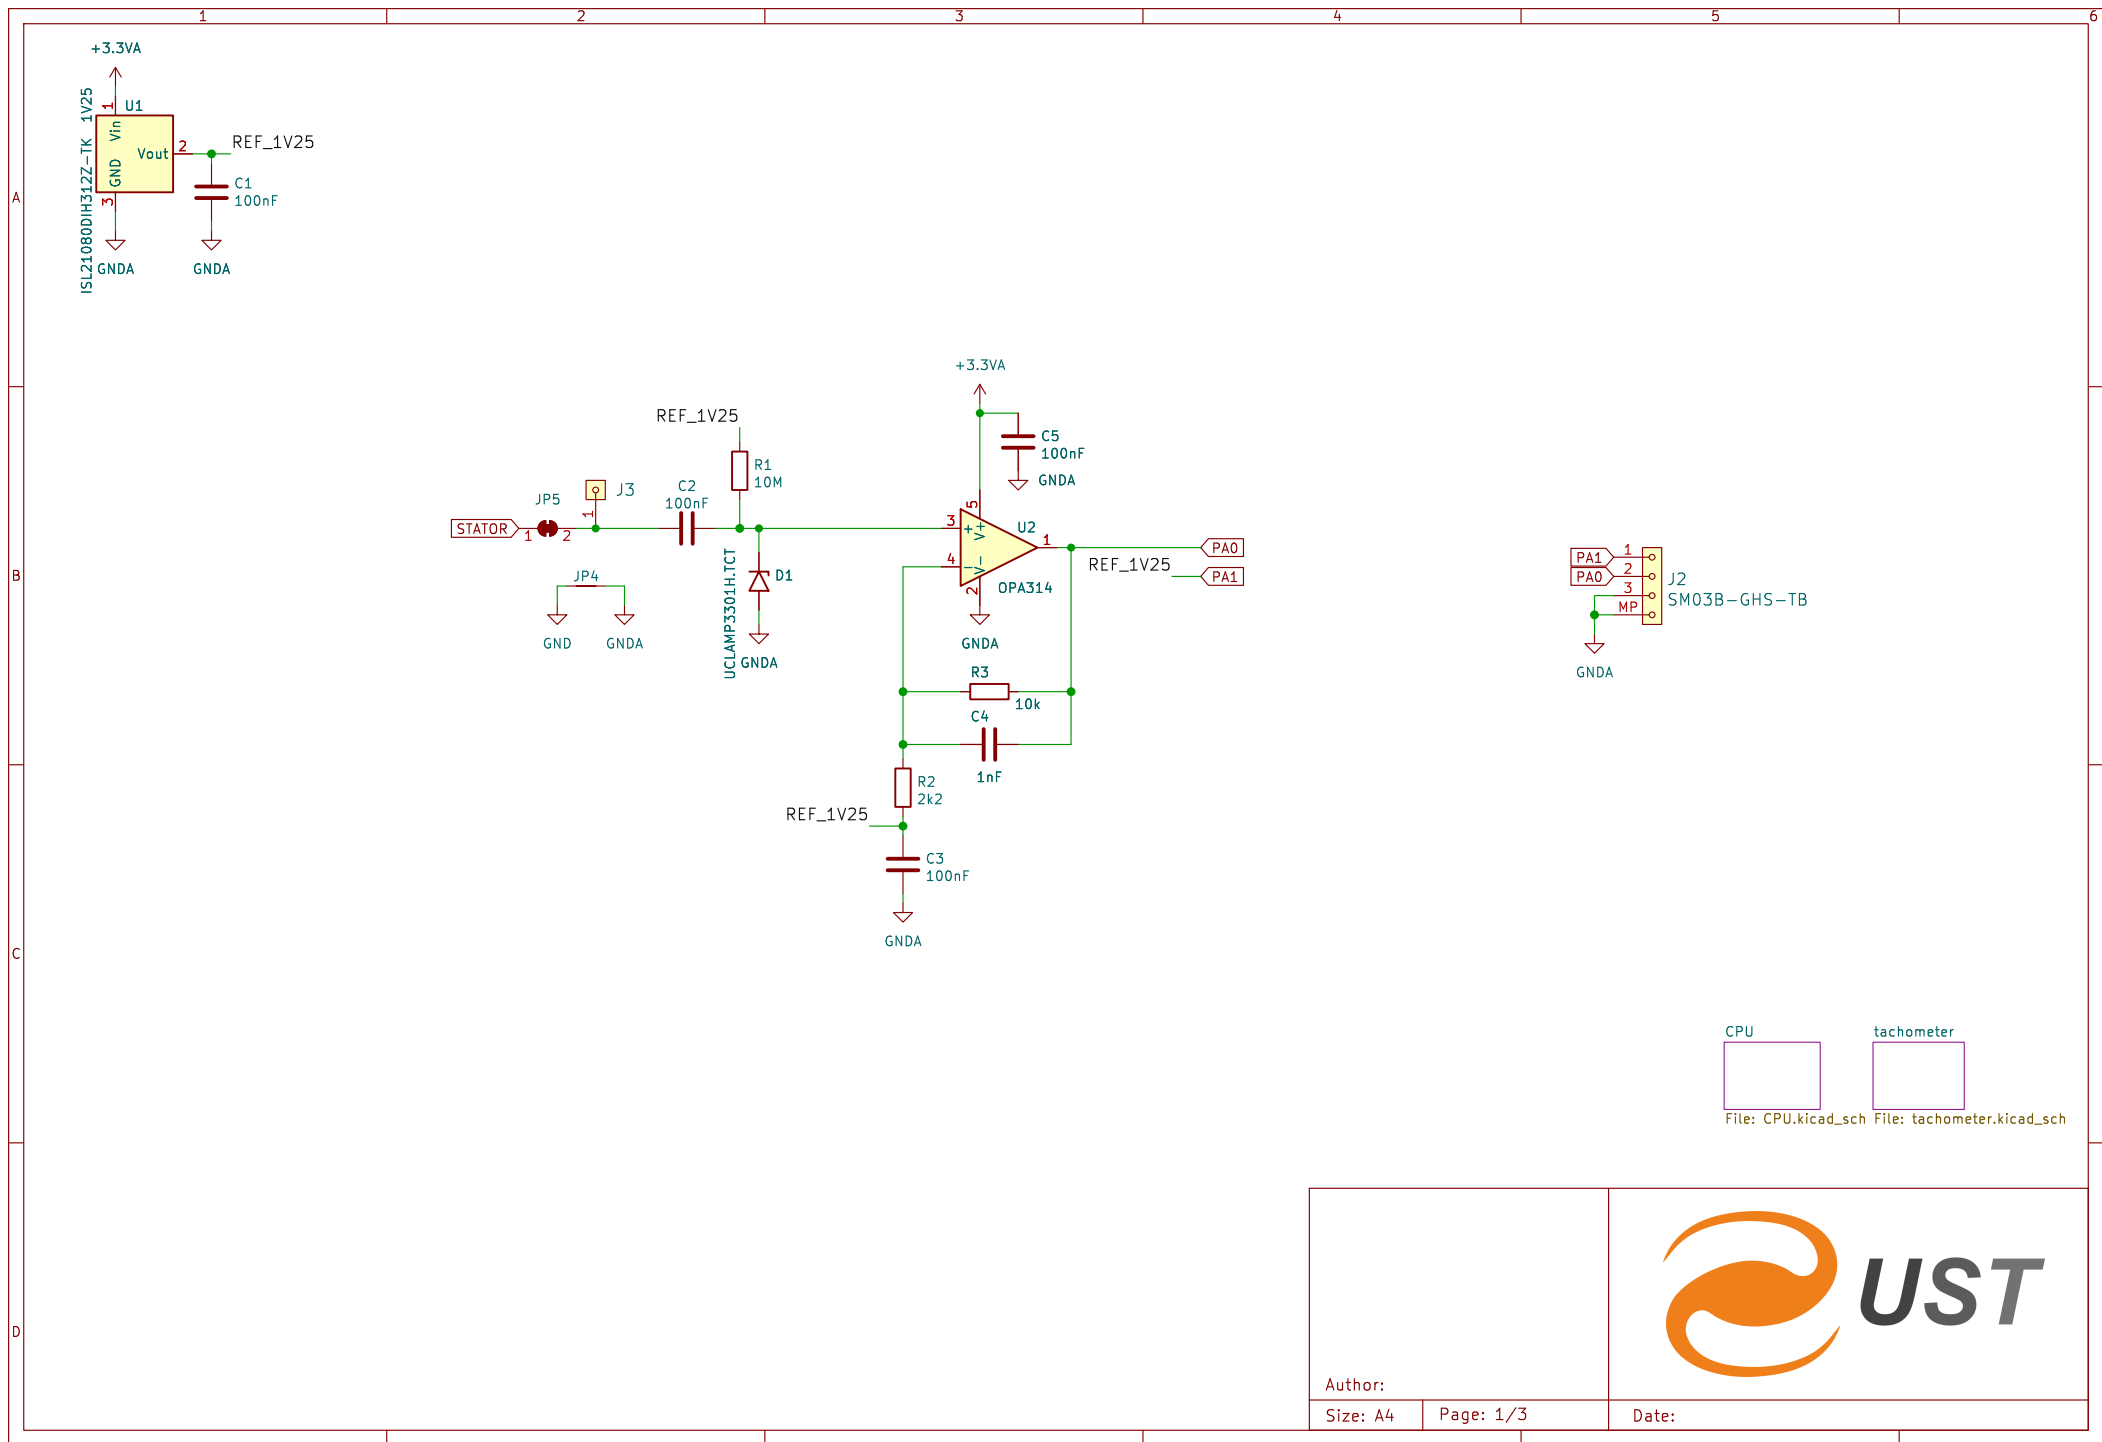 1 2 3 4 5 6
+3.3VA
1V25
ISL21080DIH312Z-TK
U1
1
Vin
Vout
GND
2
3
REF_1V25
C1
100nF
GNDA
GNDA
A
A
+3.3VA
REF_1V25
C5
100nF
GNDA
R1
10M
JP5
J3
1
C2
100nF
STATOR
1
2
3
4
5
+
-
V+
V-
U2
1
2
OPA314
PA0
REF_1V25
PA1
JP4
GND
GNDA
UCLAMP3301H.TCT
D1
GNDA
GNDA
PA1
1
PA0
2
3
MP
J2
SM03B-GHS-TB
GNDA
B
R3
10k
C4
1nF
R2
2k2
REF_1V25
C3
100nF
GNDA
C
CPU
File: CPU.kicad_sch
tachometer
File: tachometer.kicad_sch
D
UST
Author:
Size: A4
Page: 1/3
Date: